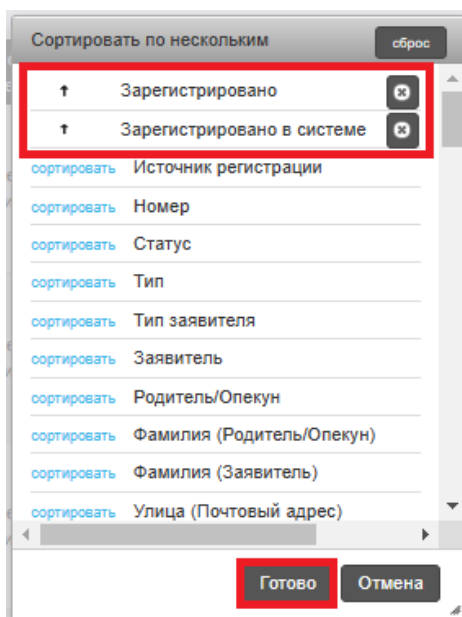 Сортировать по нескольким сброс
↑ Зарегистрировано
↑ Зарегистрировано в системе
сортировать Источник регистрации
сортировать Номер
сортировать Статус
сортировать Тип
сортировать Тип заявителя
сортировать Заявитель
сортировать Родитель/Опекун
сортировать Фамилия (Родитель/Опекун)
сортировать Фамилия (Заявитель)
сортировать Улица (Почтовый адрес)
Готово Отмена